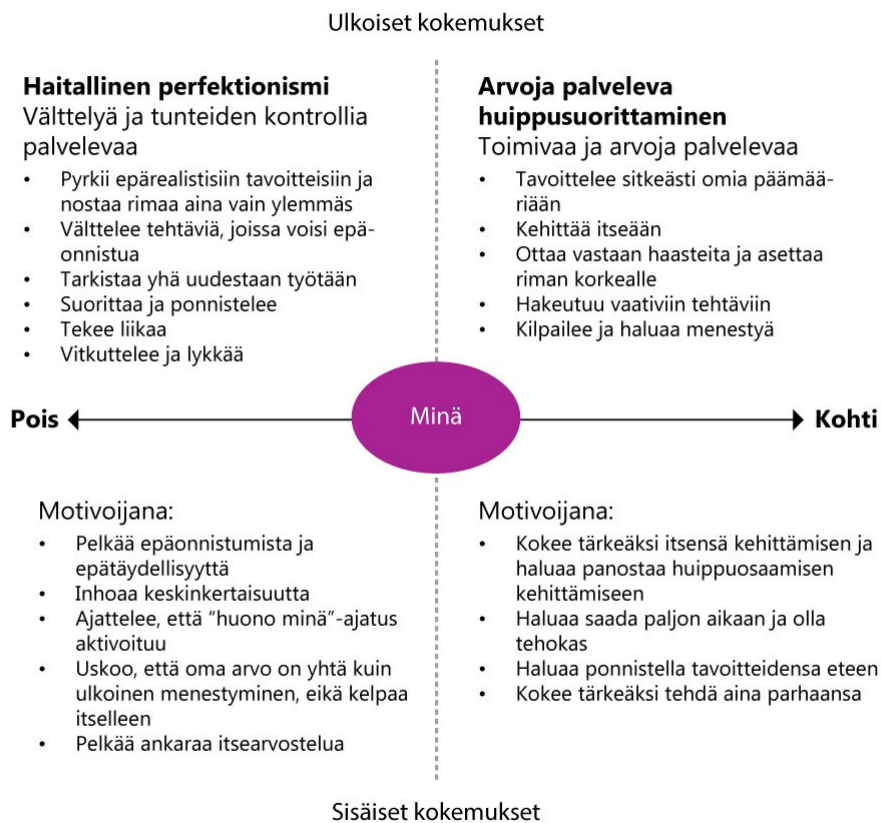 Ulkoiset kokemukset
Haitallinen perfektionismi
Välttelyä ja tunteiden kontrollia
palvelevaa
• Pyrkii epärealistisiin tavoitteisiin ja
nostaa rimaa aina vain ylemmäs
• Välttelee tehtäviä, joissa voisi epä-
onnistua
• Tarkistaa yhä uudestaan työtään
• Suorittaa ja ponnistelee
• Tekee liikaa
• Vitkuttelee ja lykkää
Arvoja palveleva
huippusuorittaminen
Toimivaa ja arvoja palvelevaa
• Tavoittelee sitkeästi omia päämää-
riään
• Kehittää itseään
• Ottaa vastaan haasteita ja asettaa
riman korkealle
• Hakeutuu vaativiin tehtäviin
• Kilpailee ja haluaa menestyä
Pois
Minä
Kohti
Motivoijana:
• Pelkää epäonnistumista ja
epätäydellisyyttä
• Inhoaa keskinkertaisuutta
• Ajattelee, että "huono minä"-ajatus
aktivoituu
• Uskoo, että oma arvo on yhtä kuin
ulkoinen menestyminen, eikä kelpaa
itselleen
• Pelkää ankaraa itsearvostelua
Motivoijana:
• Kokee tärkeäksi itsensä kehittämisen ja
haluaa panostaa huippuosaamisen
kehittämiseen
• Haluaa saada paljon aikaan ja olla
tehokas
• Haluaa ponnistella tavoitteidensa eteen
• Kokee tärkeäksi tehdä aina parhaansa
Sisäiset kokemukset